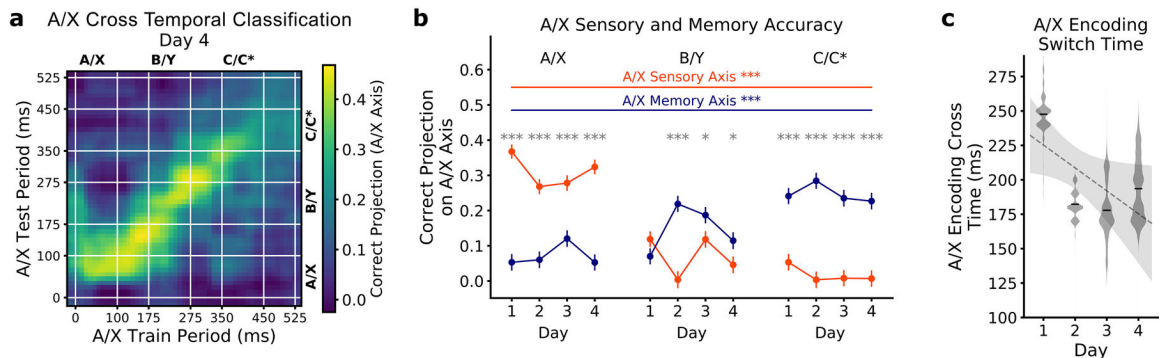 a
A/X Cross Temporal Classification
Day 4
A/X B/Y C/C*
525
450
350
275
175
100
0
A/X Test Period (ms)
C/C*
B/Y
A/X
0 100 175 275 350 450 525
A/X Train Period (ms)
0.4
0.3
0.2
0.1
0.0
Correct Projection (A/X Axis)
b
A/X Sensory and Memory Accuracy
A/X B/Y C/C*
A/X Sensory Axis ***
A/X Memory Axis ***
*** *** *** *** *** * * *** *** *** ***
0.6
0.5
0.4
0.3
0.2
0.1
0.0
Correct Projection
on A/X Axis
1 2 3 4 1 2 3 4 1 2 3 4
Day Day Day
c
A/X Encoding
Switch Time
275
250
225
200
175
150
125
100
A/X Encoding Cross
Time (ms)
1 2 3 4
Day